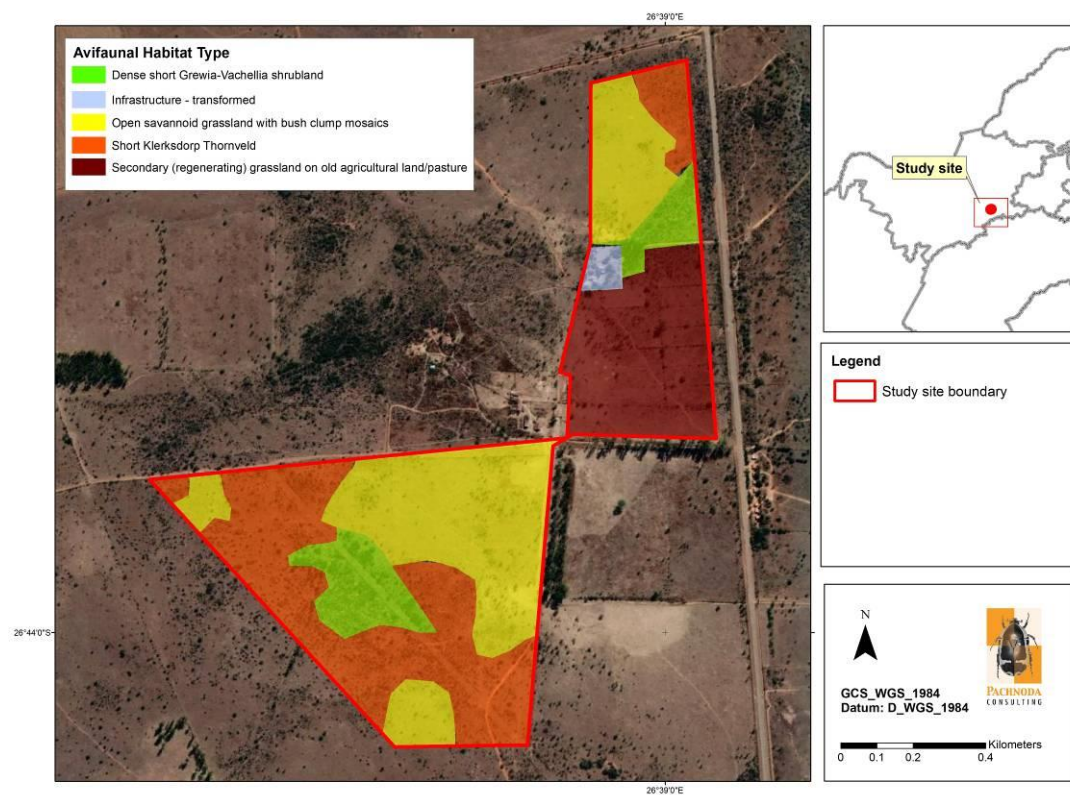 26°39'0"E
Avifaunal Habitat Type
Dense short Grewia-Vachellia shrubland
Infrastructure - transformed
Open savannoid grassland with bush clump mosaics
Short Klerksdorp Thornveld
Secondary (regenerating) grassland on old agricultural land/pasture
Study site
Legend
Study site boundary
26°44'0"S
N
PACHNODA
CONSULTING
GCS_WGS_1984
Datum: D_WGS_1984
Kilometers
0 0.1 0.2 0.4
26°39'0"E